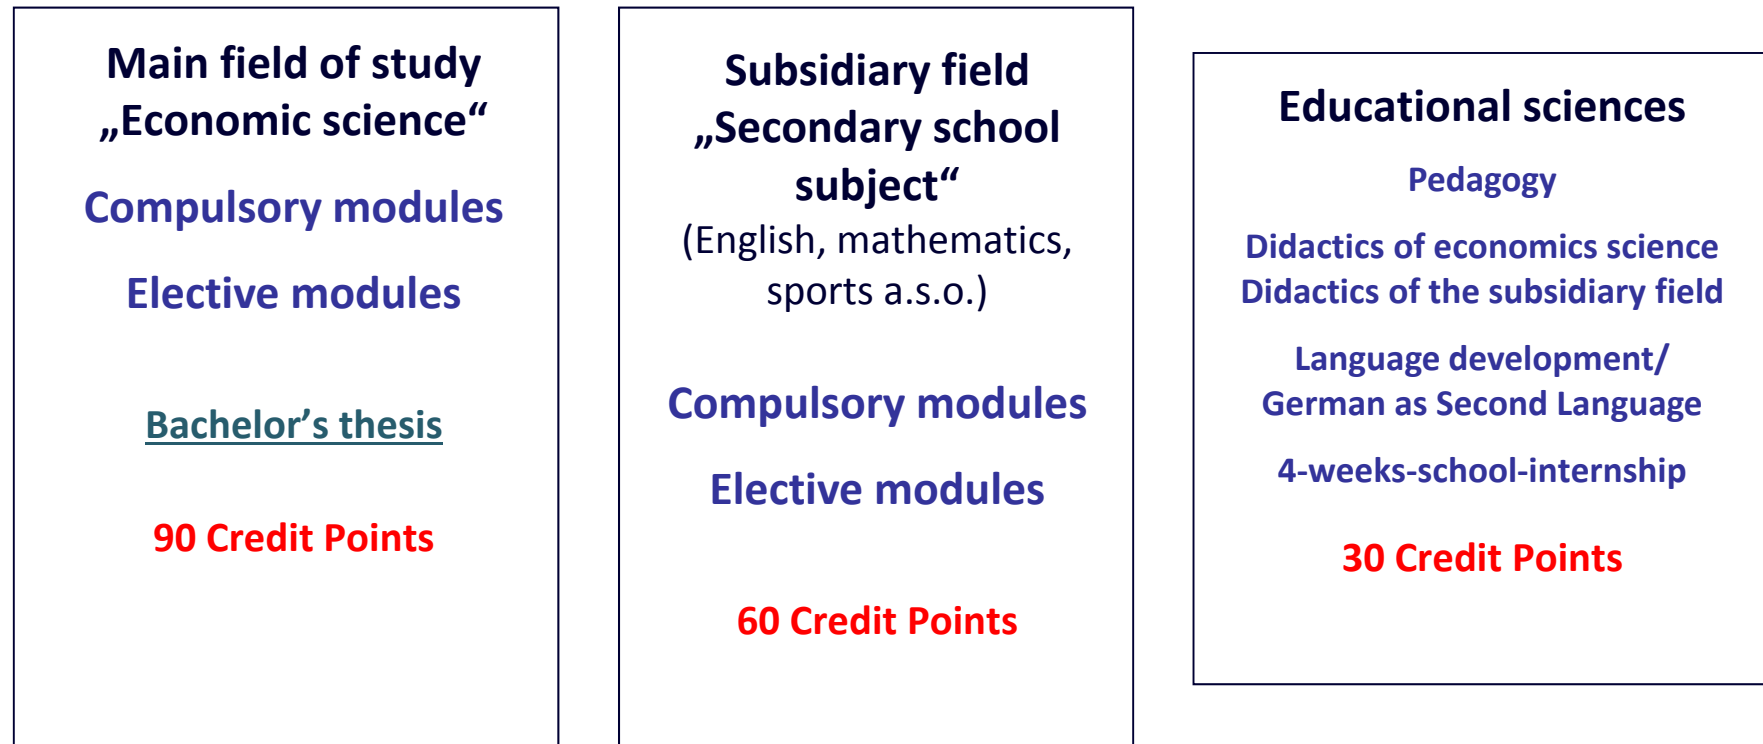 Main field of study
„Economic science“
Compulsory modules
Elective modules
Bachelor’s thesis
90 Credit Points
Subsidiary field
„Secondary school
subject“
(English, mathematics,
sports a.s.o.)
Compulsory modules
Elective modules
60 Credit Points
Educational sciences
Pedagogy
Didactics of economics science
Didactics of the subsidiary field
Language development/
German as Second Language
4-weeks-school-internship
30 Credit Points